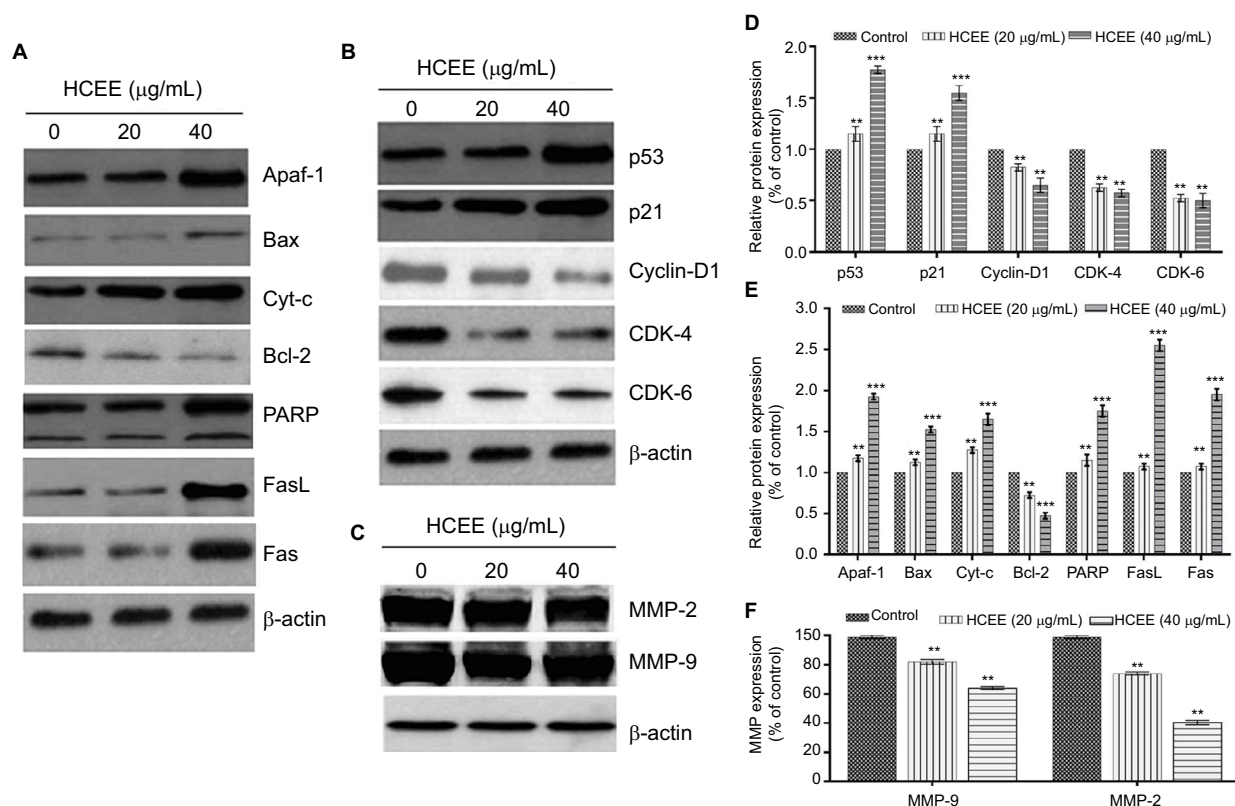 A
HCEE (μg/mL)
0 20 40
Apaf-1
Bax
Cyt-c
Bcl-2
PARP
FasL
Fas
β-actin
B
HCEE (μg/mL)
0 20 40
p53
p21
Cyclin-D1
CDK-4
CDK-6
β-actin
C
HCEE (μg/mL)
0 20 40
MMP-2
MMP-9
β-actin
D
Control HCEE (20 μg/mL) HCEE (40 μg/mL)
Relative protein expression
(% of control)
2.0
1.5
1.0
0.5
0.0
** *** ** *** ** ** ** ** ** **
p53 p21 Cyclin-D1 CDK-4 CDK-6
E
Control HCEE (20 μg/mL) HCEE (40 μg/mL)
Relative protein expression
(% of control)
3.0
2.5
2.0
1.5
1.0
0.5
0.0
** *** ** *** ** *** ** *** ** *** ** *** ** ***
Apaf-1 Bax Cyt-c Bcl-2 PARP FasL Fas
F
Control HCEE (20 μg/mL) HCEE (40 μg/mL)
MMP expression
(% of control)
150
80
40
0
** ** ** **
MMP-9 MMP-2